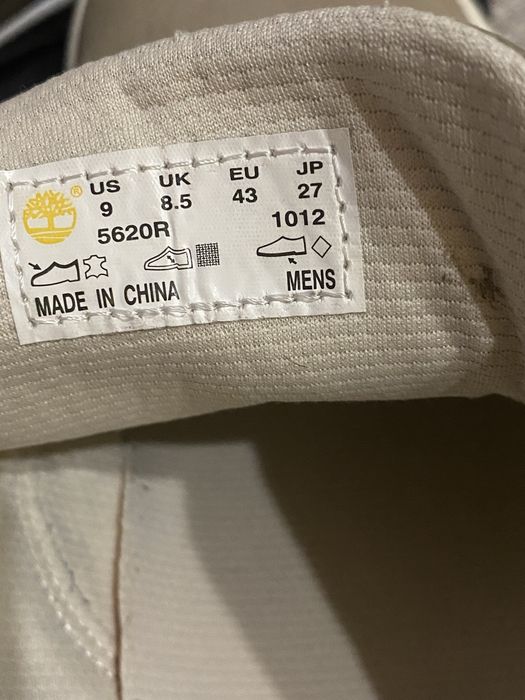 US UK EU JP
9 8.5 43 27
5620R 1012
MADE IN CHINA MENS